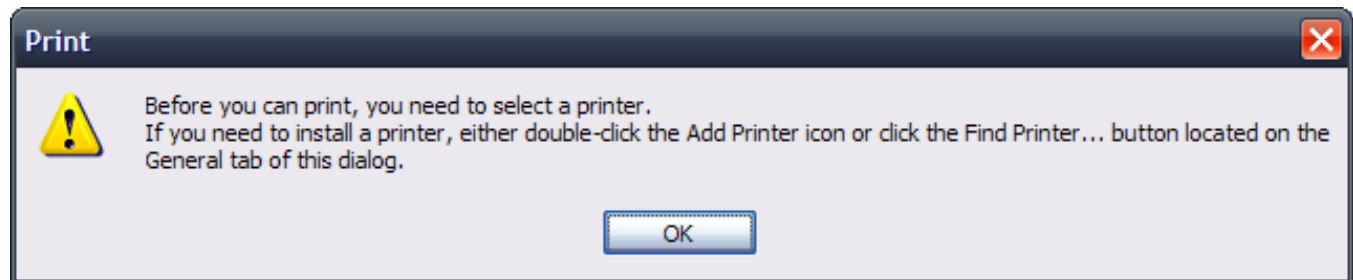 Print
Before you can print, you need to select a printer.
If you need to install a printer, either double-click the Add Printer icon or click the Find Printer... button located on the
General tab of this dialog.
OK